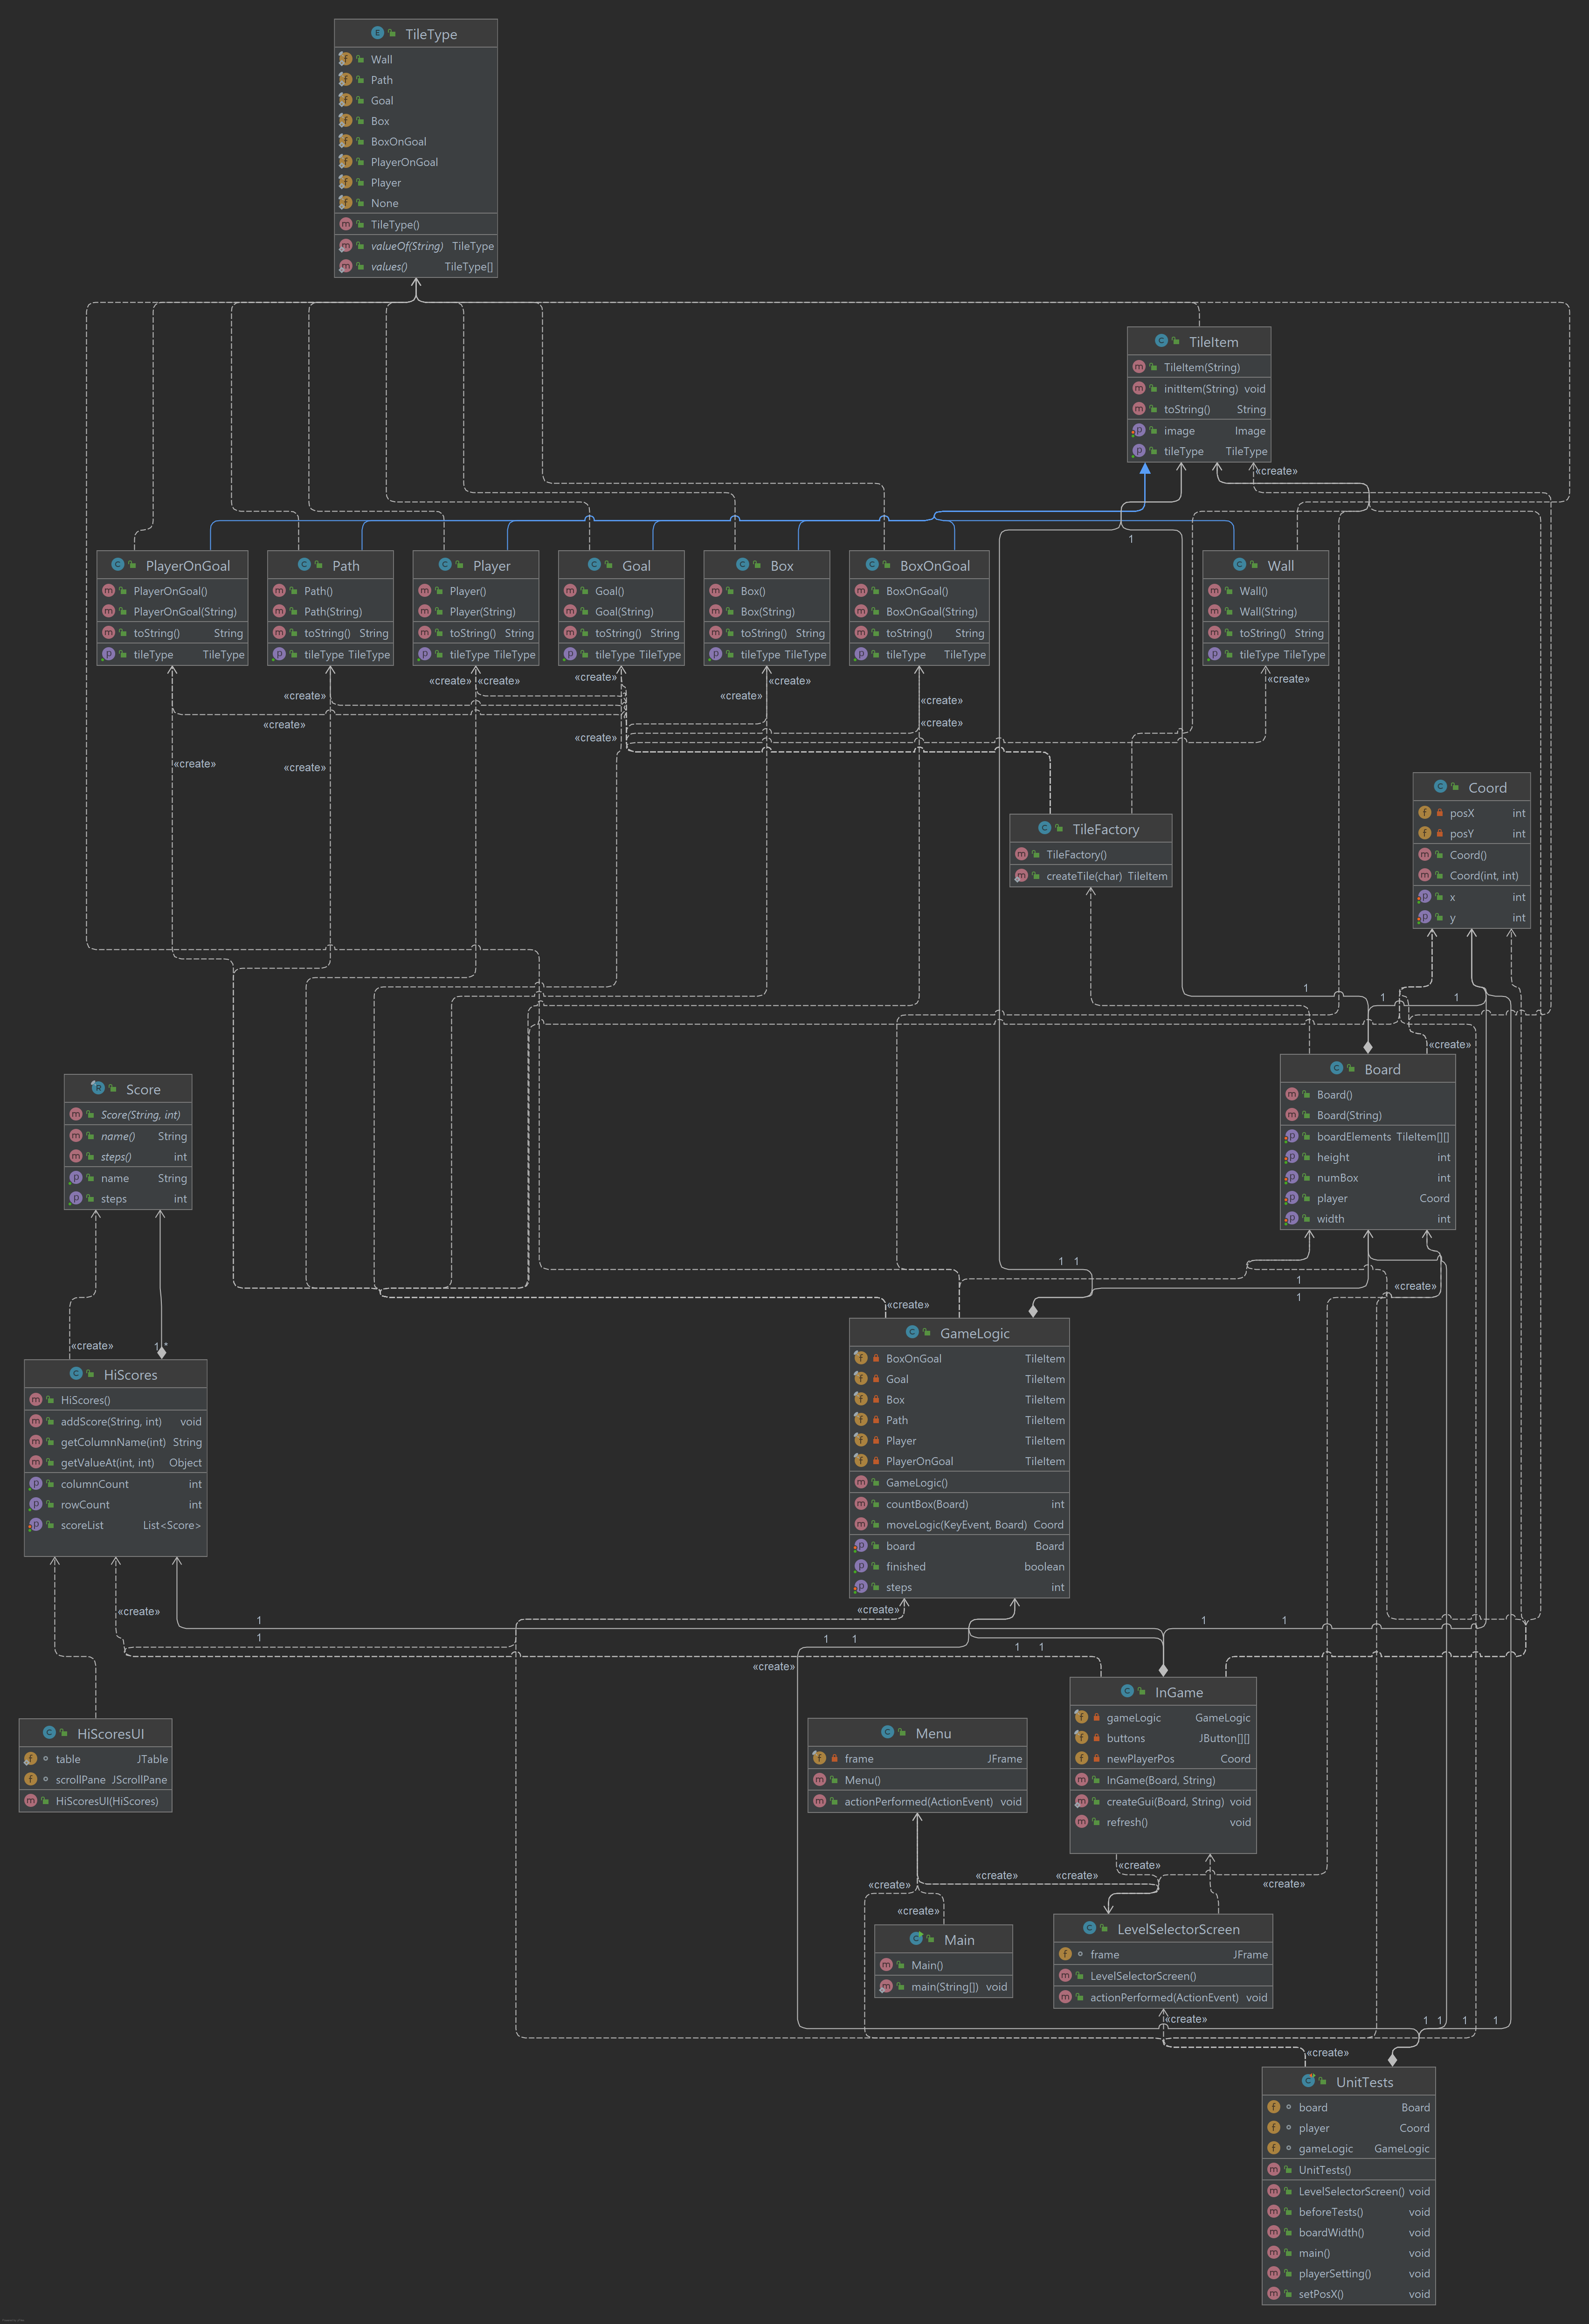 TileType
Wall
Path
Goal
Box
BoxOnGoal
PlayerOnGoal
Player
None
TileType()
valueOf(String) TileType
values() TileType[]
TileItem
TileItem(String)
initItem(String) void
toString() String
image Image
tileType TileType
«create»
1
PlayerOnGoal
PlayerOnGoal()
PlayerOnGoal(String)
toString() String
tileType TileType
Path
Path()
Path(String)
toString() String
tileType TileType
Player
Player()
Player(String)
toString() String
tileType TileType
Goal
Goal()
Goal(String)
toString() String
tileType TileType
Box
Box()
Box(String)
toString() String
tileType TileType
BoxOnGoal
BoxOnGoal()
BoxOnGoal(String)
toString() String
tileType TileType
Wall
Wall()
Wall(String)
toString() String
tileType TileType
«create» «create» «create» «create» «create»
«create» «create» «create»
«create» «create»
«create»
«create» «create»
TileFactory
TileFactory()
createTile(char) TileItem
Coord
posX int
posY int
Coord()
Coord(int, int)
x int
y int
1
1 1
«create»
Board
Board()
Board(String)
boardElements TileItem[][]
height int
numBox int
player Coord
width int
Score
Score(String, int)
name() String
steps() int
name String
steps int
«create» 1 *
HiScores
HiScores()
addScore(String, int) void
getColumnName(int) String
getValueAt(int, int) Object
columnCount int
rowCount int
scoreList List<Score>
1 1
1 «create»
«create» 1
GameLogic
BoxOnGoal TileItem
Goal TileItem
Box TileItem
Path TileItem
Player TileItem
PlayerOnGoal TileItem
GameLogic()
countBox(Board) int
moveLogic(KeyEvent, Board) Coord
board Board
finished boolean
steps int
«create» «create»
1 1 1
1 1 1 1 1
«create»
HiScoresUI
table JTable
scrollPane JScrollPane
HiScoresUI(HiScores)
Menu
frame JFrame
Menu()
actionPerformed(ActionEvent) void
InGame
gameLogic GameLogic
buttons JButton[][]
newPlayerPos Coord
InGame(Board, String)
createGui(Board, String) void
refresh() void
«create»
«create» «create»
«create» «create»
«create»
Main
Main()
main(String[]) void
LevelSelectorScreen
frame JFrame
LevelSelectorScreen()
actionPerformed(ActionEvent) void
«create» 1 1 1 1
«create»
UnitTests
board Board
player Coord
gameLogic GameLogic
UnitTests()
LevelSelectorScreen() void
beforeTests() void
boardWidth() void
main() void
playerSetting() void
setPosX() void